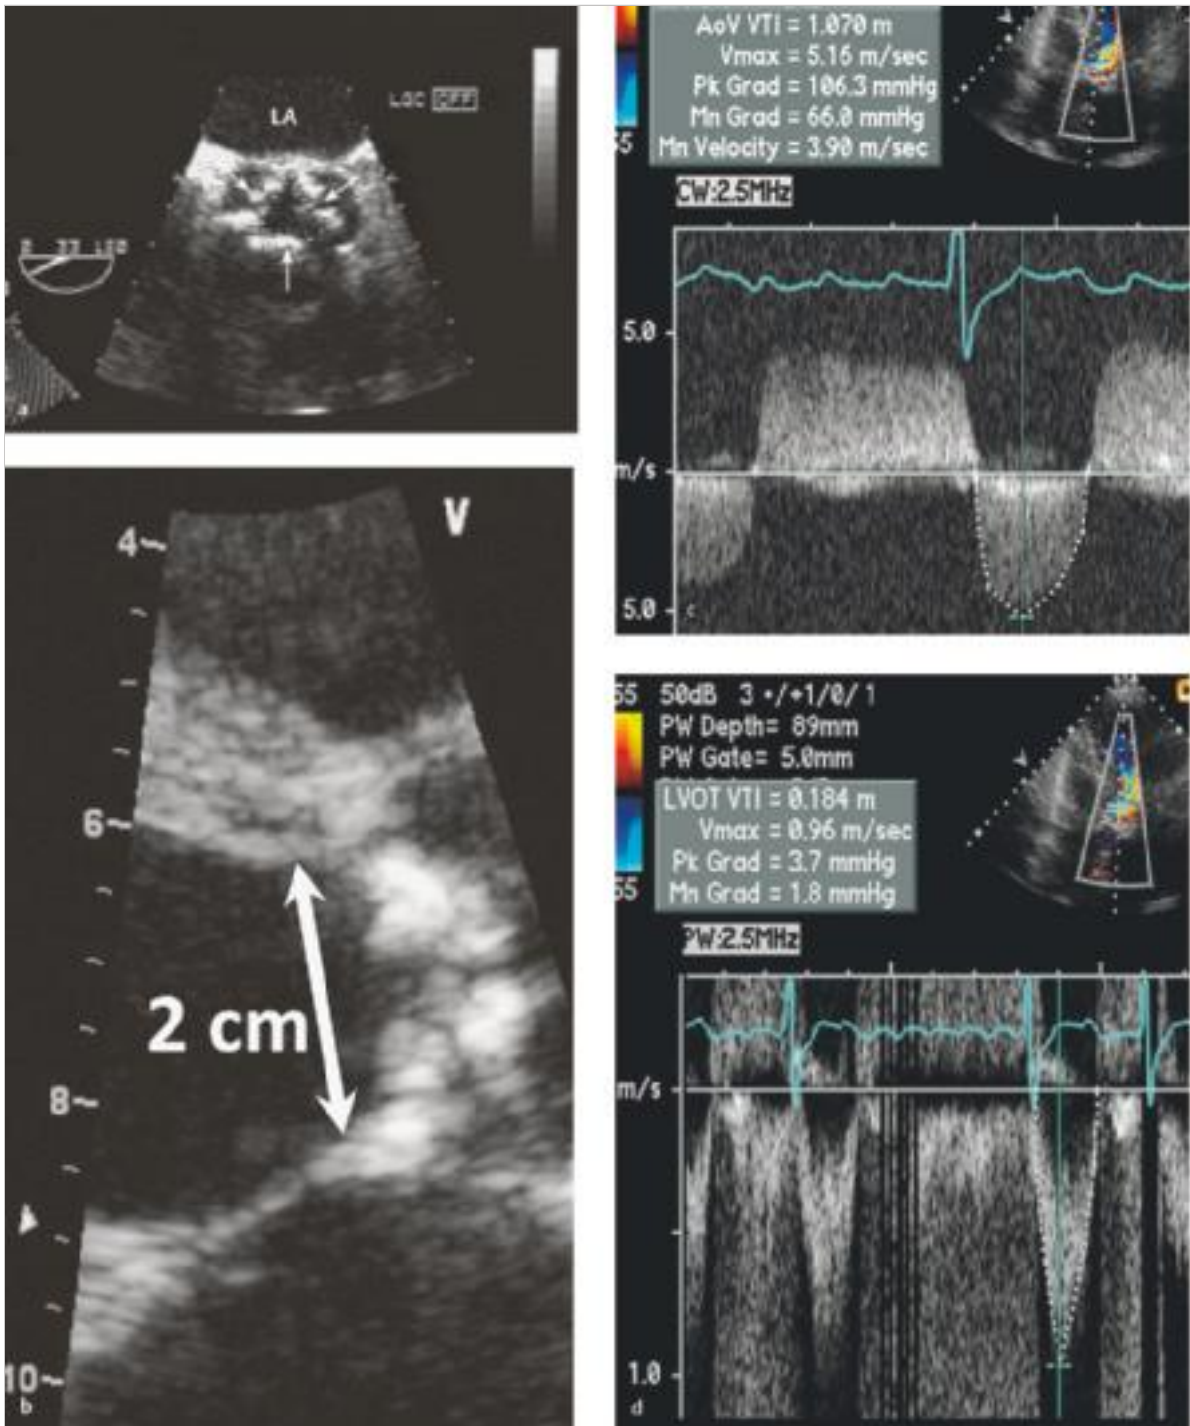 LA
LGC OFF
a
V
4
6
2 cm
8
10
b
AoV VTI = 1.070 m
Vmax = 5.16 m/sec
Pk Grad = 106.3 mmHg
Mn Grad = 66.0 mmHg
Mn Velocity = 3.90 m/sec
55
CW:2.5MHz
5.0
m/s
5.0
c
55
50dB 3 •/+1/0/ 1
PW Depth= 89mm
PW Gate= 5.0mm
LVOT VTI = 0.184 m
Vmax = 0.96 m/sec
Pk Grad = 3.7 mmHg
Mn Grad = 1.8 mmHg
55
PW:2.5MHz
m/s
1.0
d